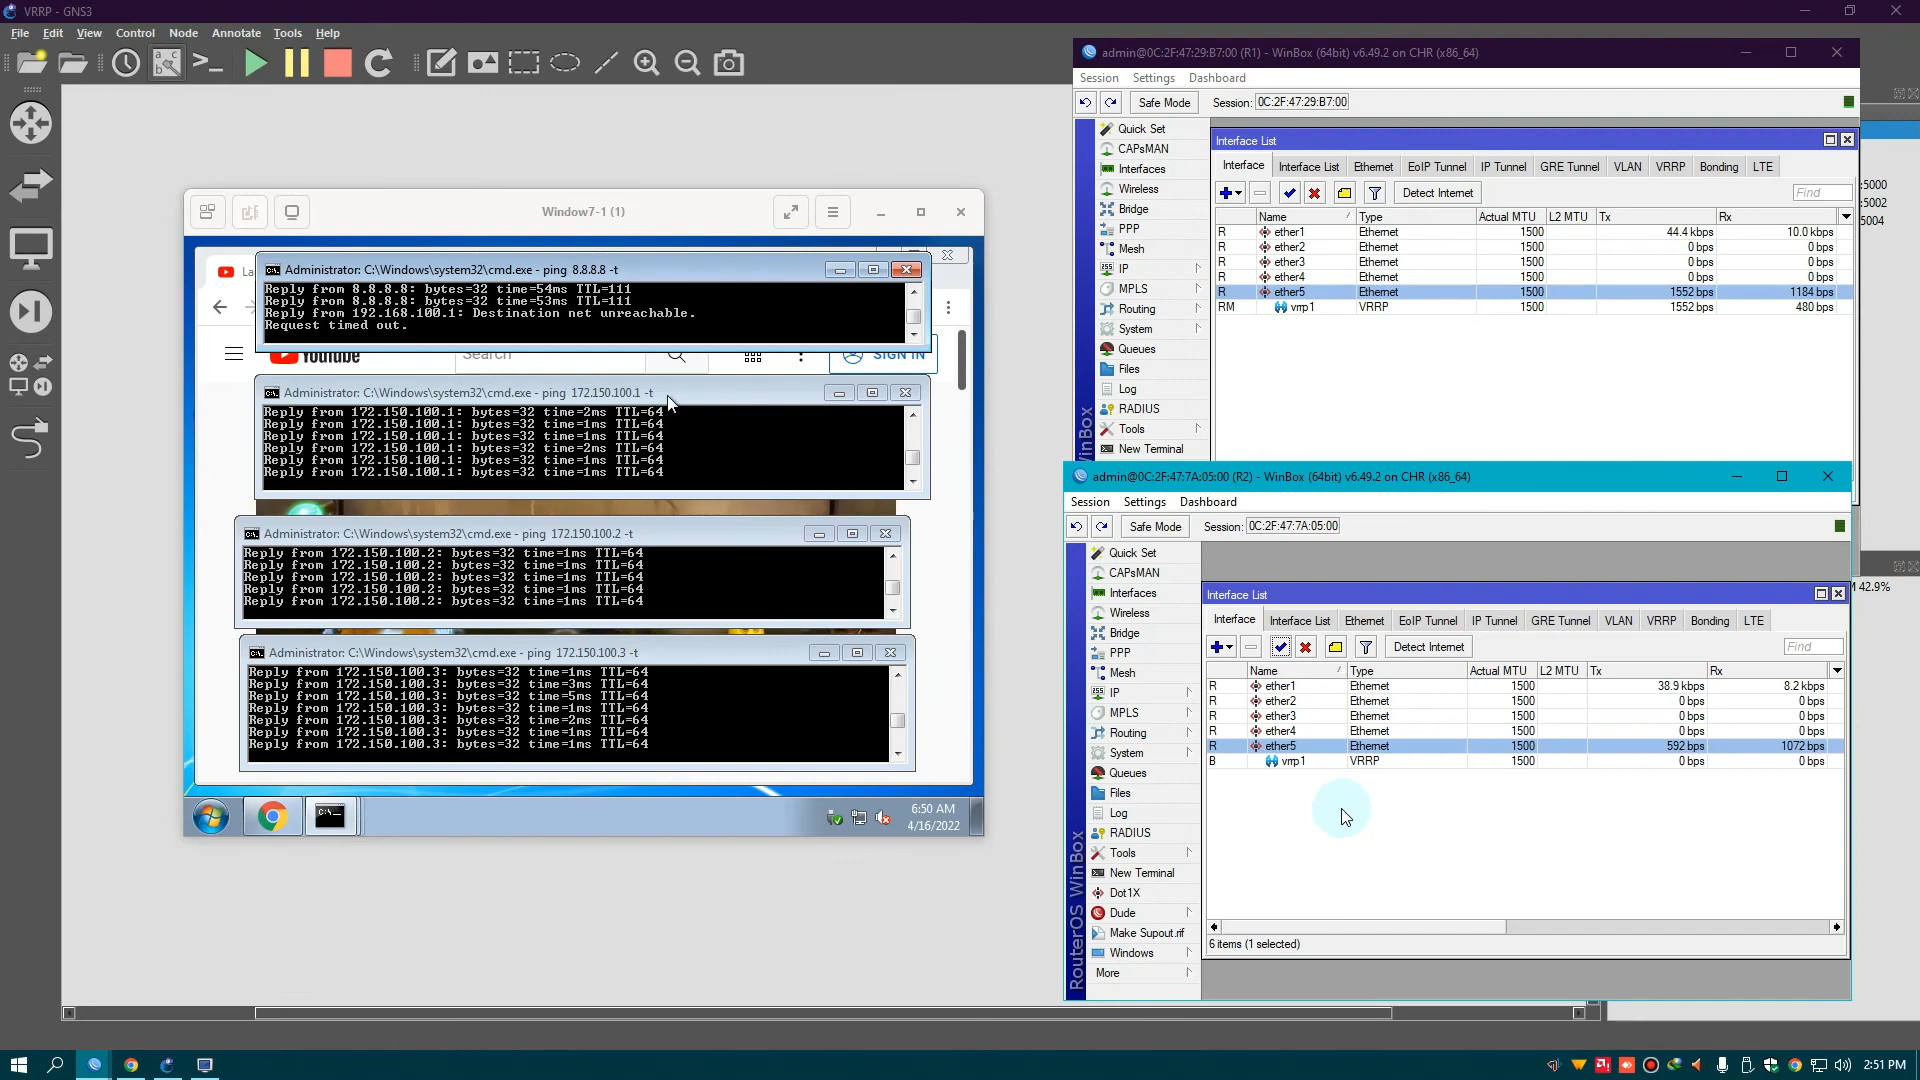 VRRP - GNS3
File Edit View Control Node Annotate Tools Help
Window7-1 (1)
Administrator: C:\Windows\system32\cmd.exe - ping 8.8.8.8 -t
Reply from 8.8.8.8: bytes=32 time=54ms TTL=111
Reply from 8.8.8.8: bytes=32 time=53ms TTL=111
Reply from 192.168.100.1: Destination net unreachable.
Request timed out.
YouTube Search SIGN IN
Administrator: C:\Windows\system32\cmd.exe - ping 172.150.100.1 -t
Reply from 172.150.100.1: bytes=32 time=2ms TTL=64
Reply from 172.150.100.1: bytes=32 time=1ms TTL=64
Reply from 172.150.100.1: bytes=32 time=1ms TTL=64
Reply from 172.150.100.1: bytes=32 time=2ms TTL=64
Reply from 172.150.100.1: bytes=32 time=1ms TTL=64
Reply from 172.150.100.1: bytes=32 time=1ms TTL=64
Administrator: C:\Windows\system32\cmd.exe - ping 172.150.100.2 -t
Reply from 172.150.100.2: bytes=32 time=1ms TTL=64
Reply from 172.150.100.2: bytes=32 time=1ms TTL=64
Reply from 172.150.100.2: bytes=32 time=1ms TTL=64
Reply from 172.150.100.2: bytes=32 time=1ms TTL=64
Reply from 172.150.100.2: bytes=32 time=1ms TTL=64
Administrator: C:\Windows\system32\cmd.exe - ping 172.150.100.3 -t
Reply from 172.150.100.3: bytes=32 time=1ms TTL=64
Reply from 172.150.100.3: bytes=32 time=3ms TTL=64
Reply from 172.150.100.3: bytes=32 time=5ms TTL=64
Reply from 172.150.100.3: bytes=32 time=1ms TTL=64
Reply from 172.150.100.3: bytes=32 time=2ms TTL=64
Reply from 172.150.100.3: bytes=32 time=1ms TTL=64
Reply from 172.150.100.3: bytes=32 time=1ms TTL=64
6:50 AM
4/16/2022
admin@0C:2F:47:29:B7:00 (R1) - WinBox (64bit) v6.49.2 on CHR (x86_64)
Session Settings Dashboard
Safe Mode Session: 0C:2F:47:29:B7:00
Quick Set
CAPsMAN
Interfaces
Wireless
Bridge
PPP
Mesh
IP
MPLS
Routing
System
Queues
Files
Log
RADIUS
Tools
New Terminal
Interface List
Interface Interface List Ethernet EoIP Tunnel IP Tunnel GRE Tunnel VLAN VRRP Bonding LTE
Detect Internet Find
Name Type Actual MTU L2 MTU Tx Rx
R ether1 Ethernet 1500 44.4 kbps 10.0 kbps
R ether2 Ethernet 1500 0 bps 0 bps
R ether3 Ethernet 1500 0 bps 0 bps
R ether4 Ethernet 1500 0 bps 0 bps
R ether5 Ethernet 1500 1552 bps 1184 bps
RM vrrp1 VRRP 1500 1552 bps 480 bps
:5000
:5002
5004
42.9%
admin@0C:2F:47:7A:05:00 (R2) - WinBox (64bit) v6.49.2 on CHR (x86_64)
Session Settings Dashboard
Safe Mode Session: 0C:2F:47:7A:05:00
RouterOS WinBox
Quick Set
CAPsMAN
Interfaces
Wireless
Bridge
PPP
Mesh
IP
MPLS
Routing
System
Queues
Files
Log
RADIUS
Tools
New Terminal
Dot1X
Dude
Make Supout.rif
Windows
More
Interface List
Interface Interface List Ethernet EoIP Tunnel IP Tunnel GRE Tunnel VLAN VRRP Bonding LTE
Detect Internet Find
Name Type Actual MTU L2 MTU Tx Rx
R ether1 Ethernet 1500 38.9 kbps 8.2 kbps
R ether2 Ethernet 1500 0 bps 0 bps
R ether3 Ethernet 1500 0 bps 0 bps
R ether4 Ethernet 1500 0 bps 0 bps
R ether5 Ethernet 1500 592 bps 1072 bps
B vrrp1 VRRP 1500 0 bps 0 bps
6 items (1 selected)
2:51 PM